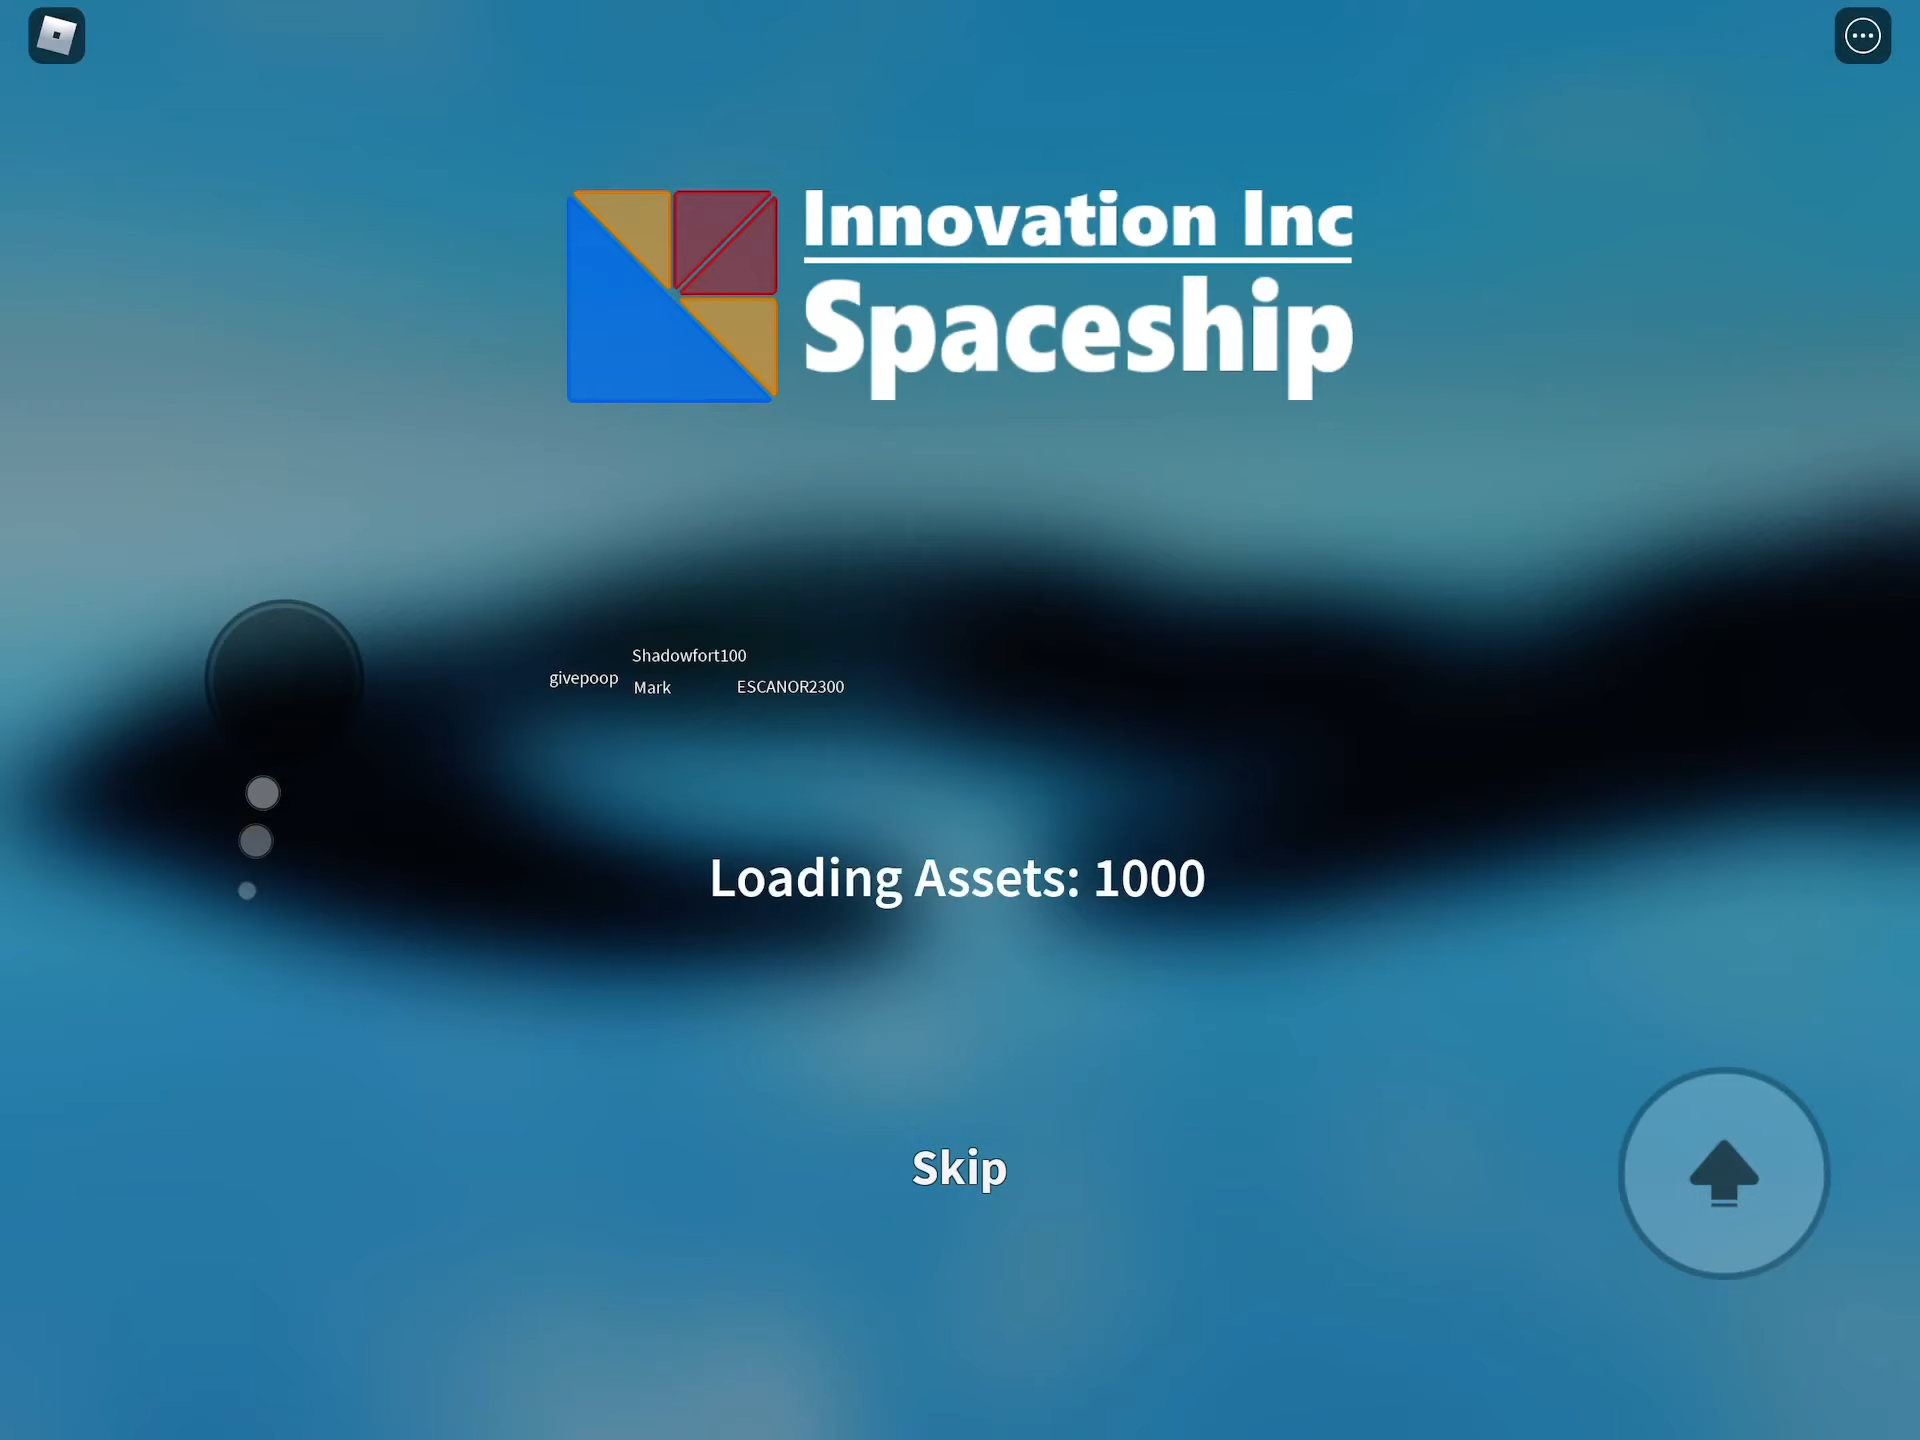 Innovation Inc
Spaceship
Shadowfort100
givepoop
Mark
ESCANOR2300
Loading Assets: 1000
Skip